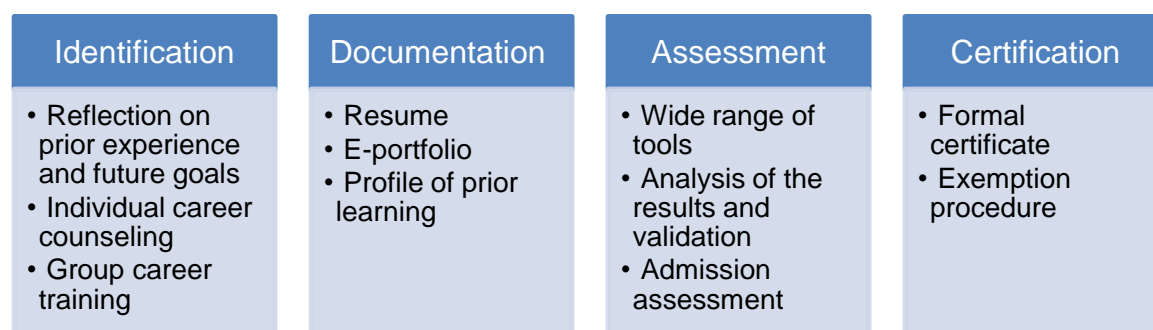 Identification
• Reflection on
prior experience
and future goals
• Individual career
counseling
• Group career
training
Documentation
• Resume
• E-portfolio
• Profile of prior
learning
Assessment
• Wide range of
tools
• Analysis of the
results and
validation
• Admission
assessment
Certification
• Formal
certificate
• Exemption
procedure